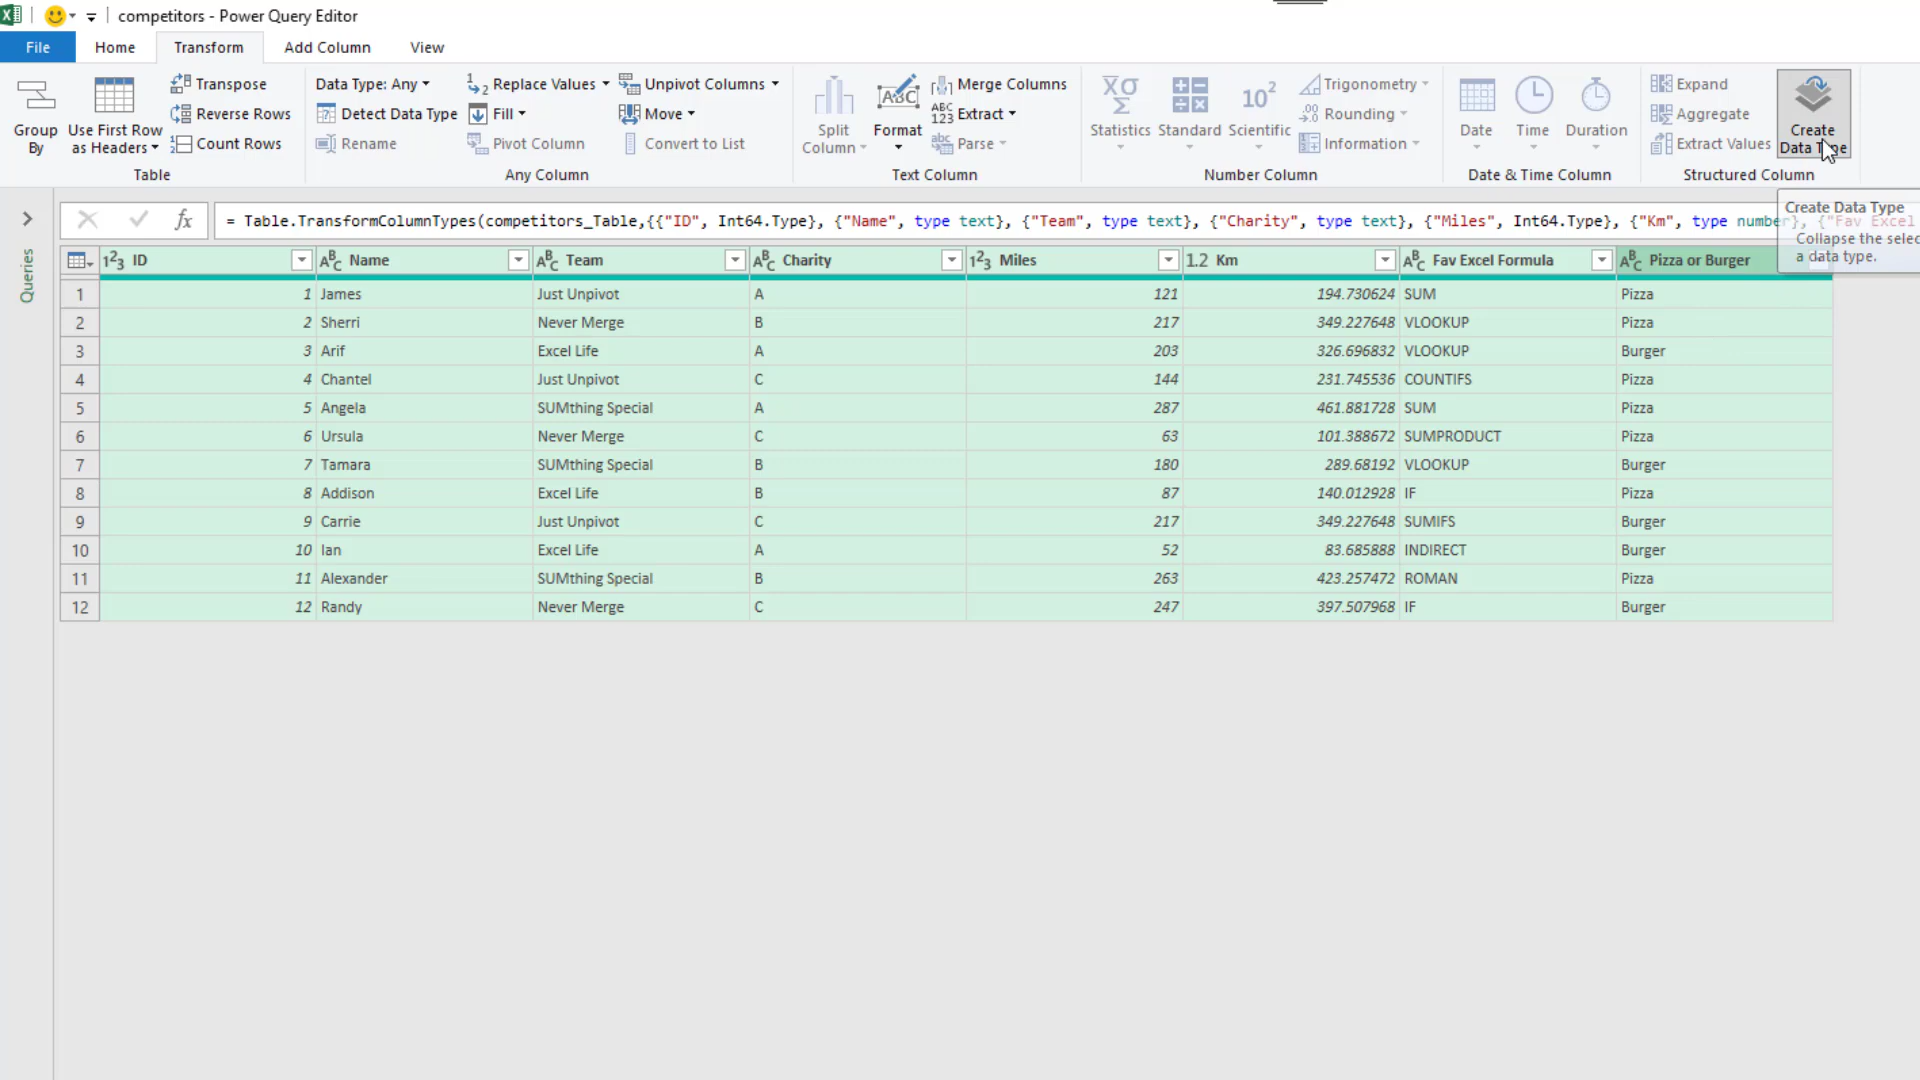 competitors - Power Query Editor
File Home Transform Add Column View
Group By
Use First Row as Headers
Transpose
Reverse Rows
Count Rows
Table
Data Type: Any
Detect Data Type
Rename
Replace Values
Fill
Pivot Column
Unpivot Columns
Move
Convert to List
Any Column
Split Column
Format
Merge Columns
Extract
Parse
Text Column
Statistics
Standard
Scientific
Trigonometry
Rounding
Information
Number Column
Date
Time
Duration
Date & Time Column
Expand
Aggregate
Extract Values
Create
Data Type
Structured Column
= Table.TransformColumnTypes(competitors_Table,{{"ID", Int64.Type}, {"Name", type text}, {"Team", type text}, {"Charity", type text}, {"Miles", Int64.Type}, {"Km", type number}, {"Fav Excel
Create Data Type
Collapse the selec
a data type.
Queries
ID Name Team Charity Miles Km Fav Excel Formula Pizza or Burger
1 1 James Just Unpivot A 121 194.730624 SUM Pizza
2 2 Sherri Never Merge B 217 349.227648 VLOOKUP Pizza
3 3 Arif Excel Life A 203 326.696832 VLOOKUP Burger
4 4 Chantel Just Unpivot C 144 231.745536 COUNTIFS Pizza
5 5 Angela SUMthing Special A 287 461.881728 SUM Pizza
6 6 Ursula Never Merge C 63 101.388672 SUMPRODUCT Pizza
7 7 Tamara SUMthing Special B 180 289.68192 VLOOKUP Burger
8 8 Addison Excel Life B 87 140.012928 IF Pizza
9 9 Carrie Just Unpivot C 217 349.227648 SUMIFS Burger
10 10 Ian Excel Life A 52 83.685888 INDIRECT Burger
11 11 Alexander SUMthing Special B 263 423.257472 ROMAN Pizza
12 12 Randy Never Merge C 247 397.507968 IF Burger